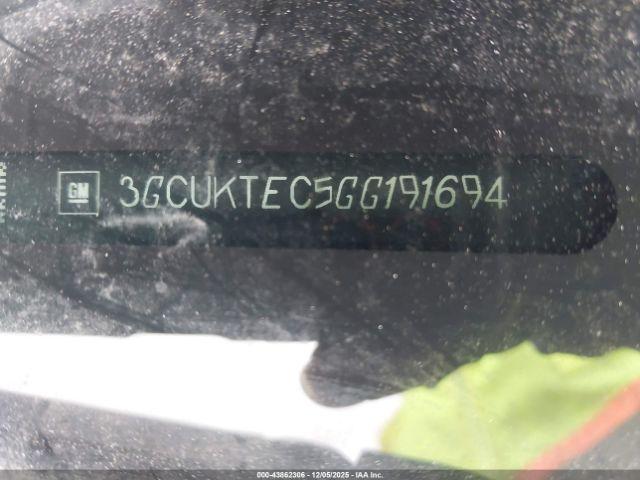 GM 3GCUKTEC5GG191694
000-43862306 - 12/05/2025 - IAA Inc.